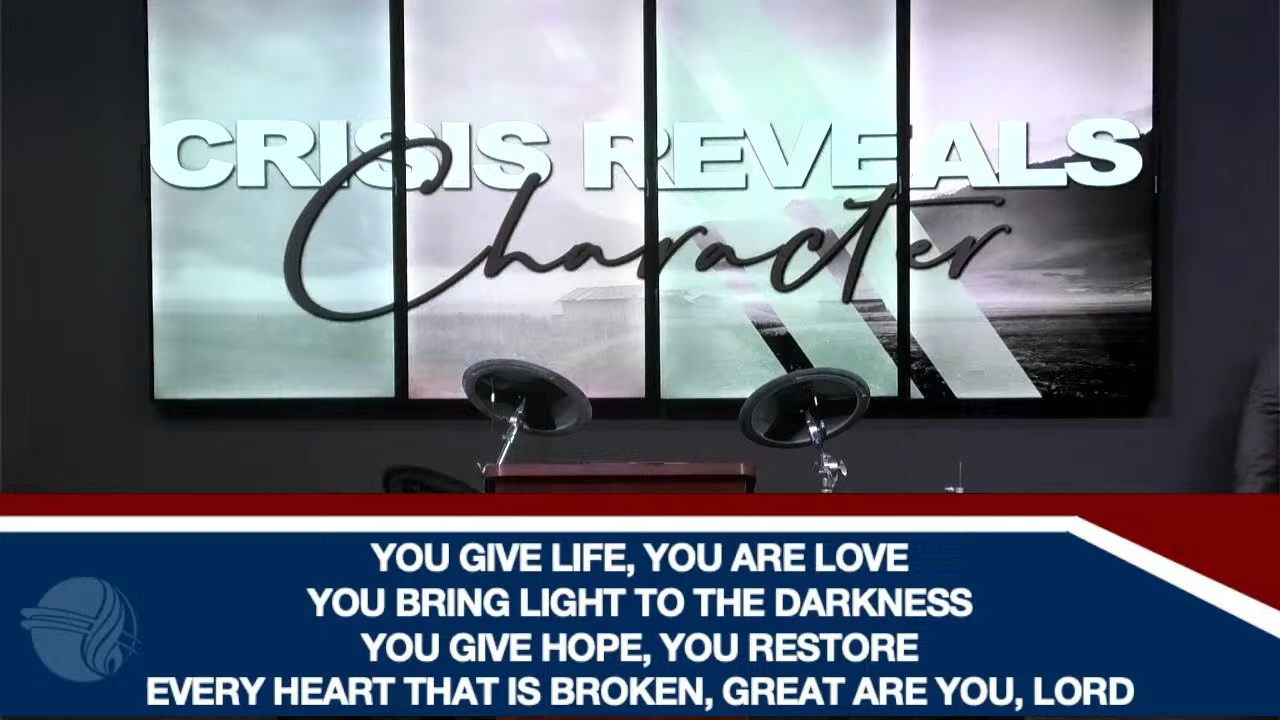 CRISIS REVEALS
Character
YOU GIVE LIFE, YOU ARE LOVE
YOU BRING LIGHT TO THE DARKNESS
YOU GIVE HOPE, YOU RESTORE
EVERY HEART THAT IS BROKEN, GREAT ARE YOU, LORD